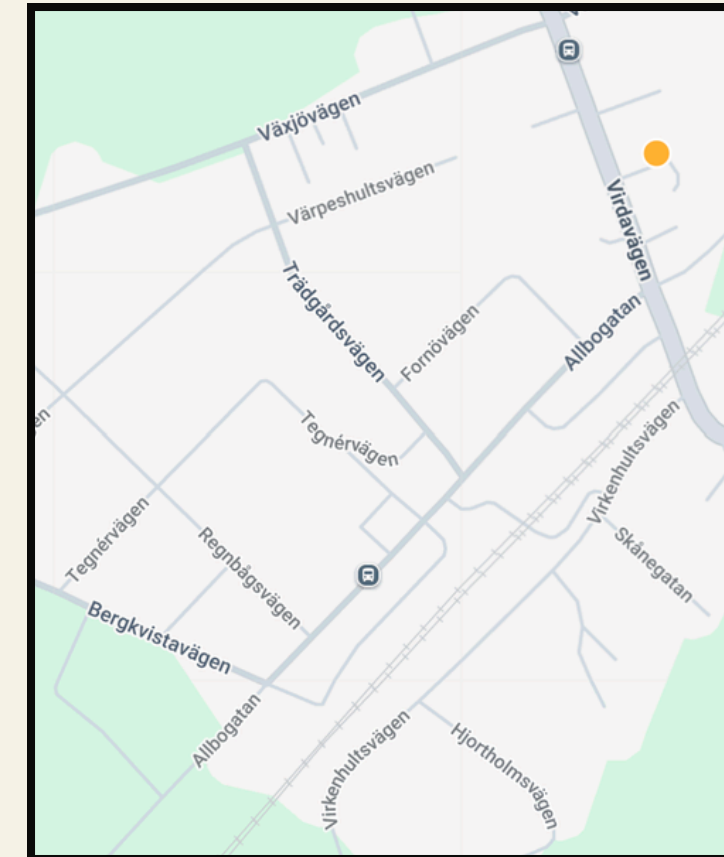 Växjövägen
Värpeshultsvägen
Virdavägen
Trädgårdsvägen
Fornövägen
Allbogatan
Tegnérvägen
Virkenhultsvägen
Tegnérvägen
Regnbågsvägen
Skånegatan
Bergkvistavägen
Allbogatan
Virkenhultsvägen
Hjortholmsvägen